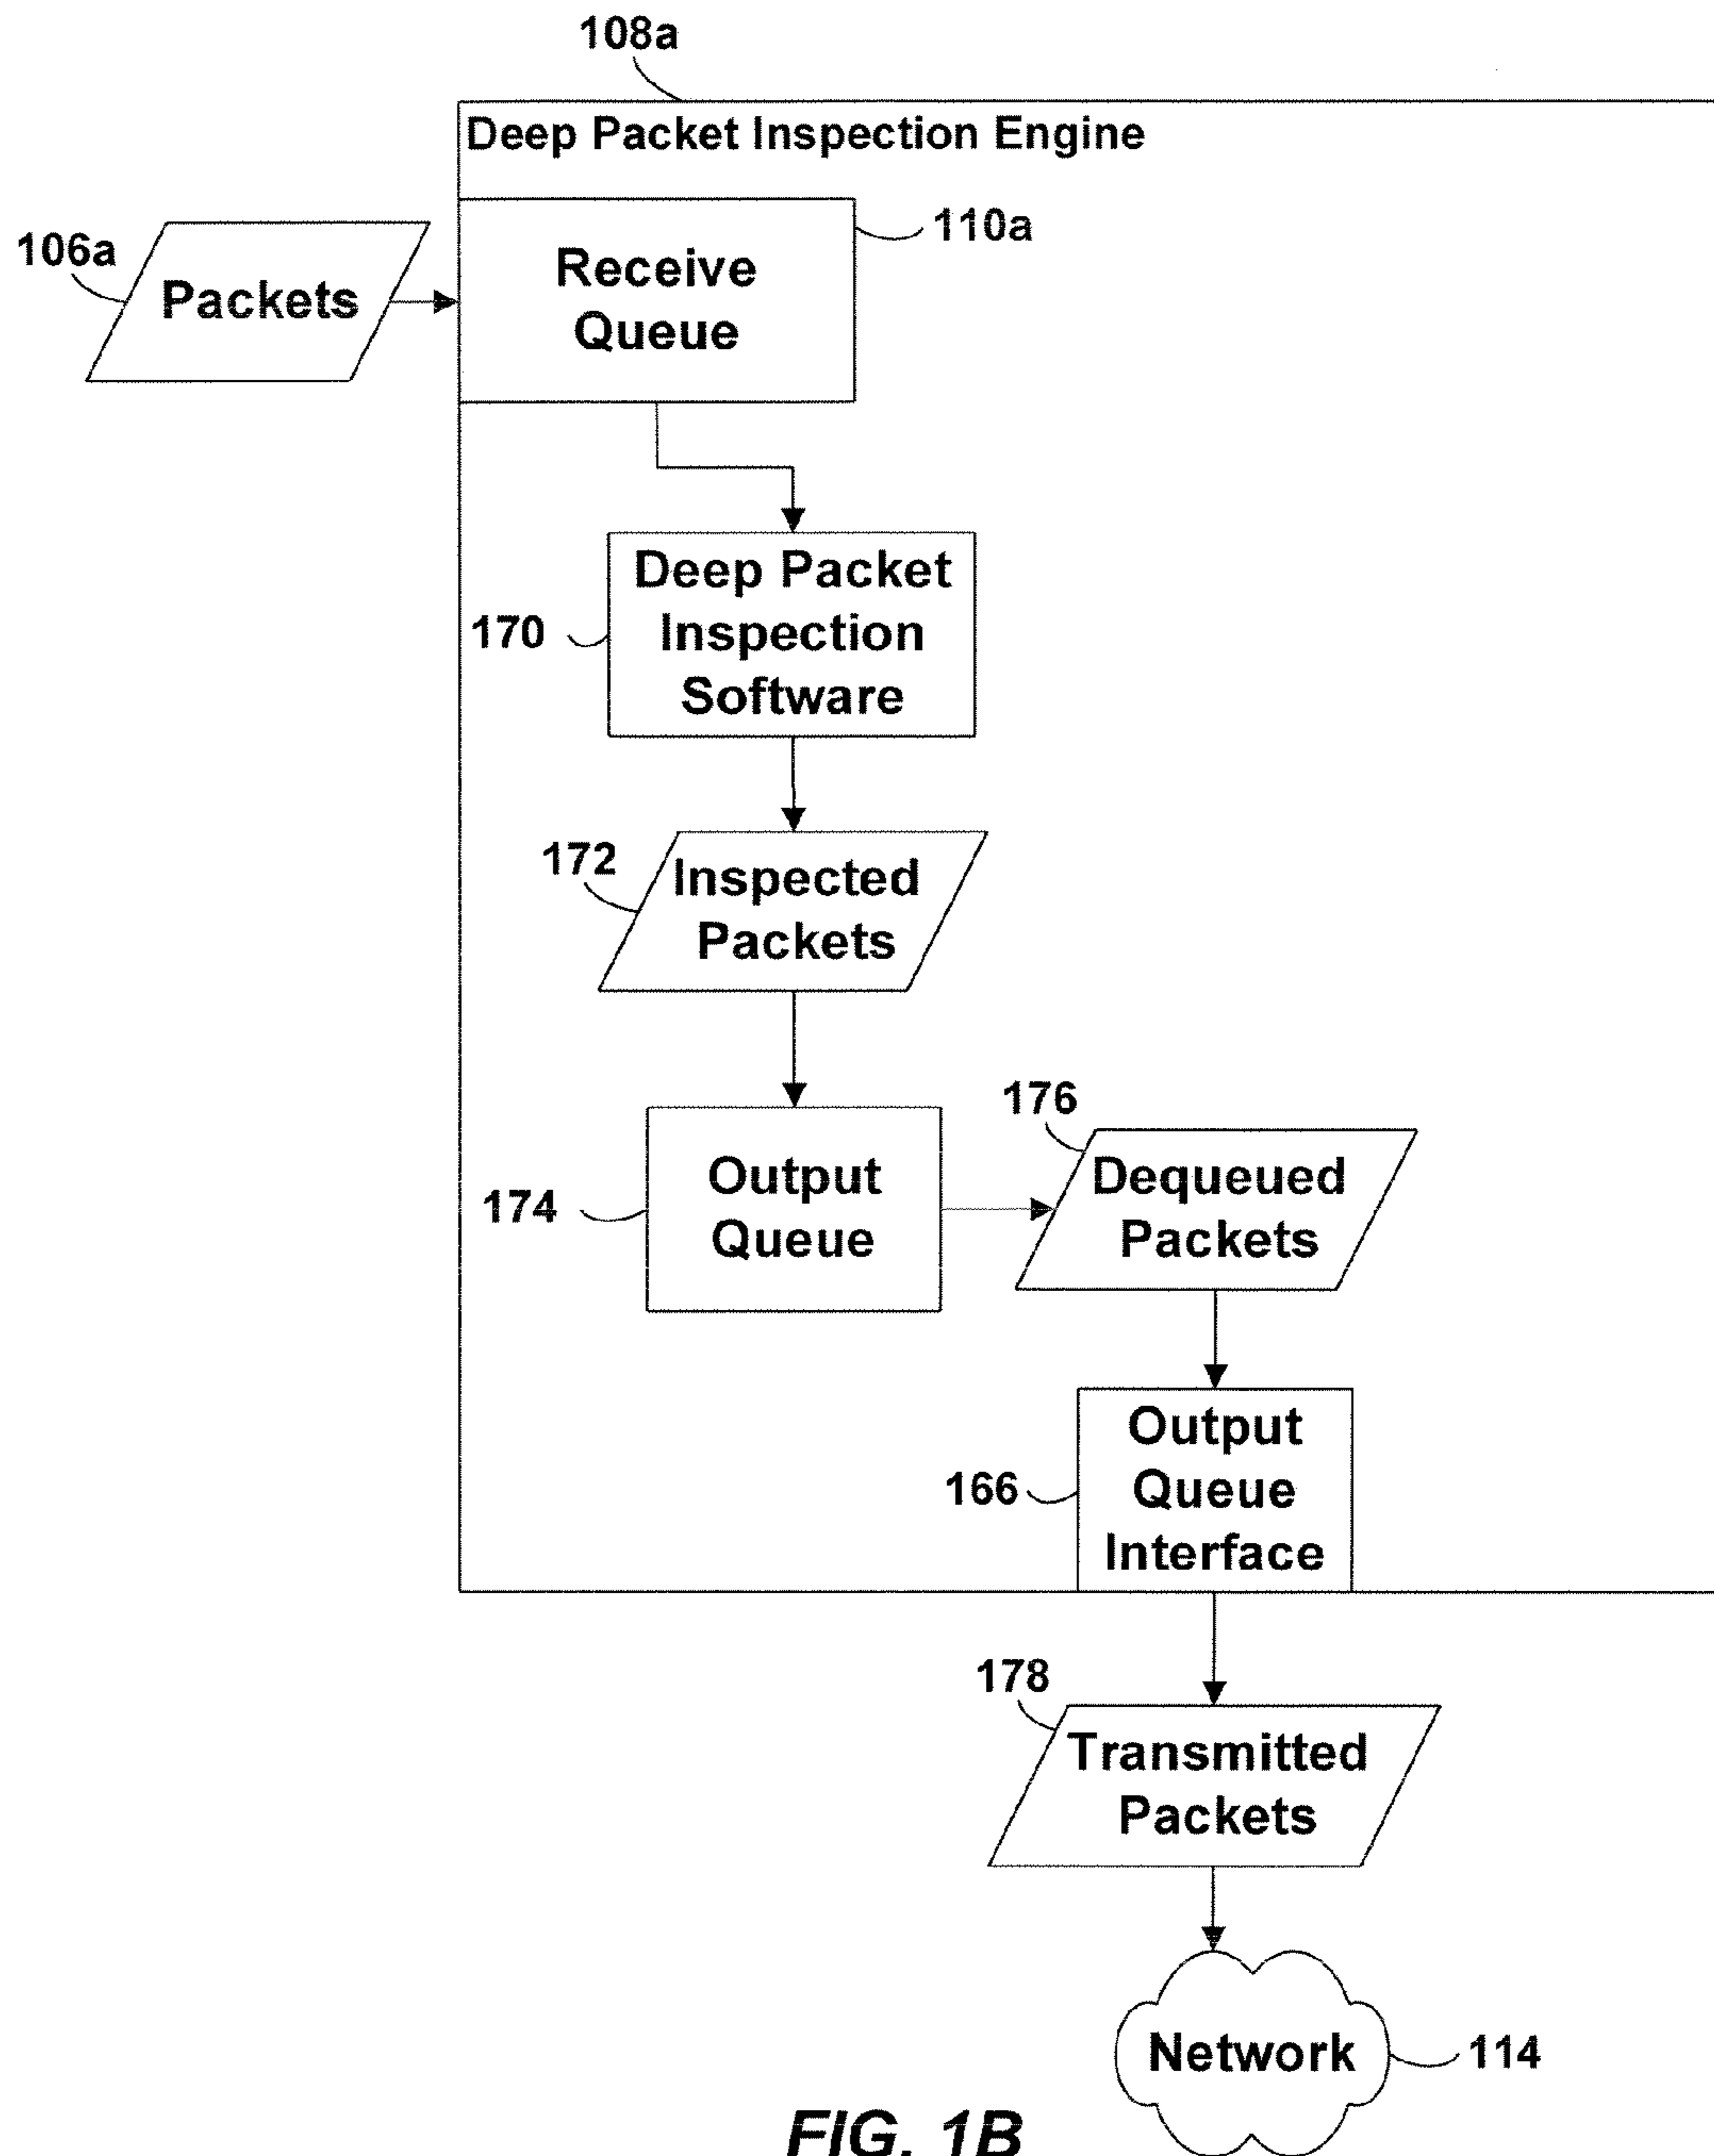 108a
Deep Packet Inspection Engine
110a
106a
Packets
Receive
Queue
170
Deep Packet
Inspection
Software
172
Inspected
Packets
174
Output
Queue
176
Dequeued
Packets
166
Output
Queue
Interface
178
Transmitted
Packets
Network
114
FIG. 1B